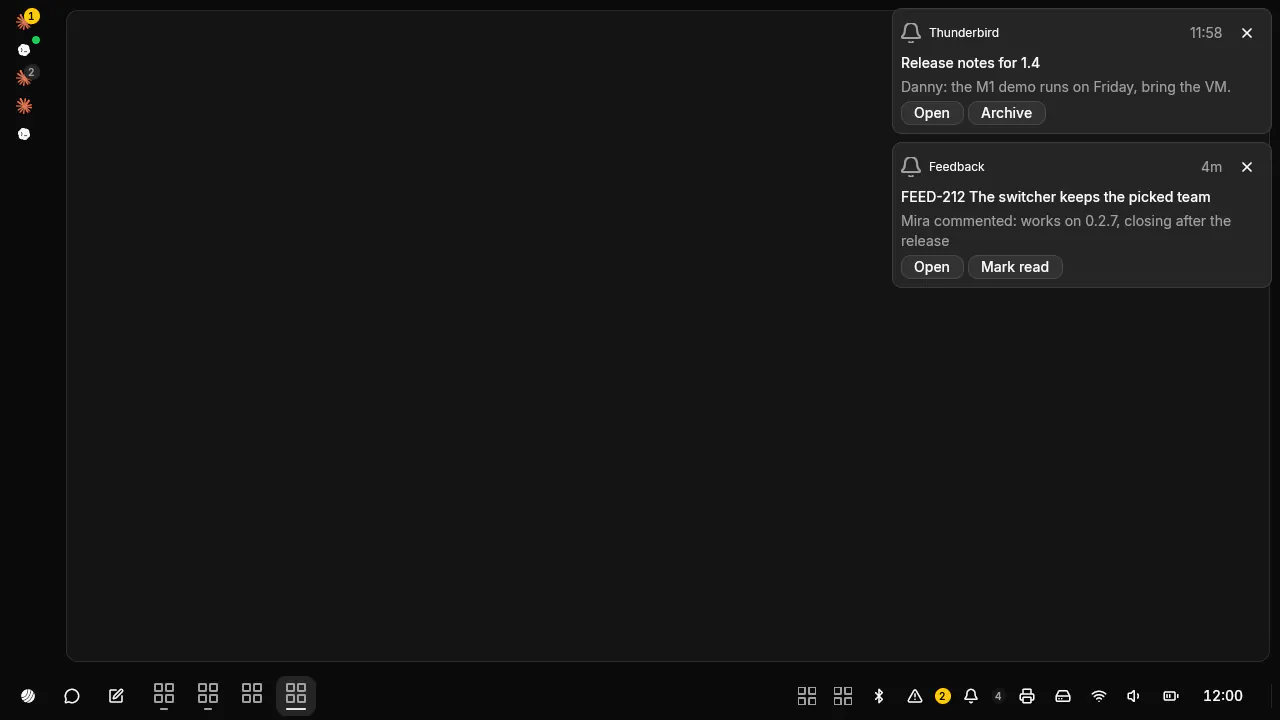 1
2
Thunderbird 11:58
Release notes for 1.4
Danny: the M1 demo runs on Friday, bring the VM.
Open Archive
Feedback 4m
FEED-212 The switcher keeps the picked team
Mira commented: works on 0.2.7, closing after the
release
Open Mark read
2 4 12:00